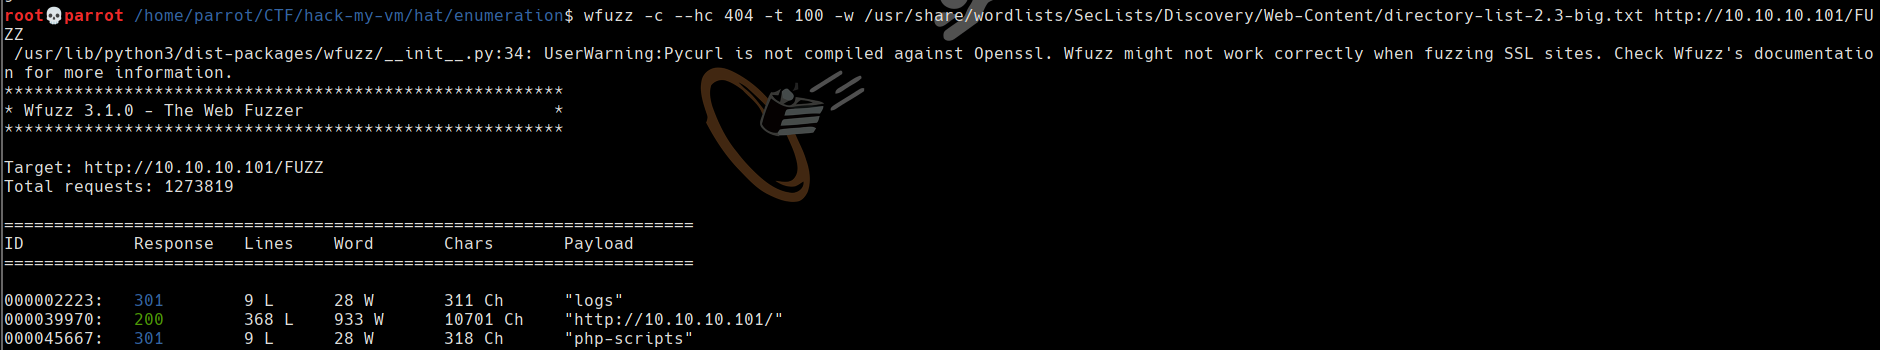 root💀parrot /home/parrot/CTF/hack-my-vm/hat/enumeration$ wfuzz -c --hc 404 -t 100 -w /usr/share/wordlists/SecLists/Discovery/Web-Content/directory-list-2.3-big.txt http://10.10.10.101/FU
ZZ
 /usr/lib/python3/dist-packages/wfuzz/__init__.py:34: UserWarning:Pycurl is not compiled against Openssl. Wfuzz might not work correctly when fuzzing SSL sites. Check Wfuzz's documentatio
n for more information.
********************************************************
* Wfuzz 3.1.0 - The Web Fuzzer                         *
********************************************************

Target: http://10.10.10.101/FUZZ
Total requests: 1273819

=====================================================================
ID           Response   Lines    Word       Chars       Payload
=====================================================================

000002223:   301        9 L      28 W       311 Ch      "logs"
000039970:   200        368 L    933 W      10701 Ch    "http://10.10.10.101/"
000045667:   301        9 L      28 W       318 Ch      "php-scripts"